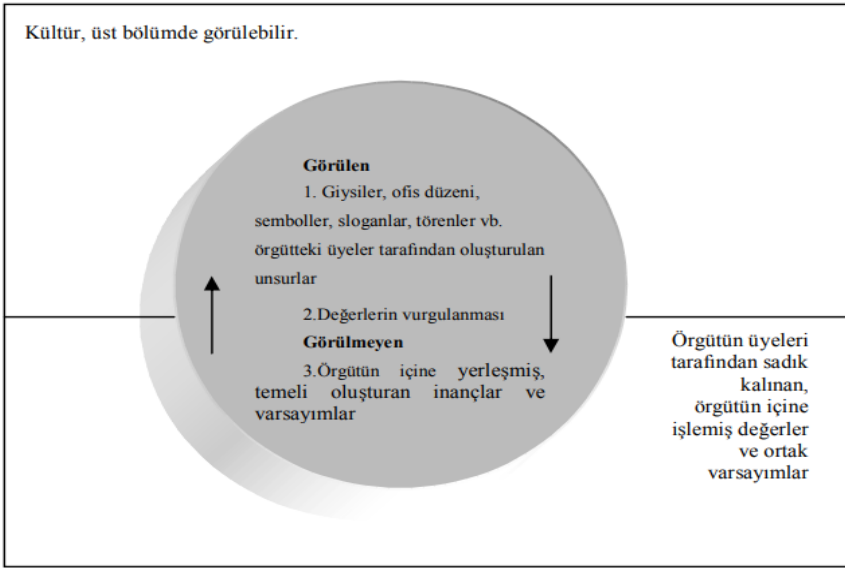 Kültür, üst bölümde görülebilir.
Görülen
1. Giysiler, ofis düzeni,
semboller, sloganlar, törenler vb.
örgütteki üyeler tarafından oluşturulan
unsurlar
2.Değerlerin vurgulanması
Görülmeyen
3.Örgütün içine yerleşmiş,
temeli oluşturan inançlar ve
varsayımlar
Örgütün üyeleri
tarafından sadık
kalınan,
örgütün içine
işlemiş değerler
ve ortak
varsayımlar